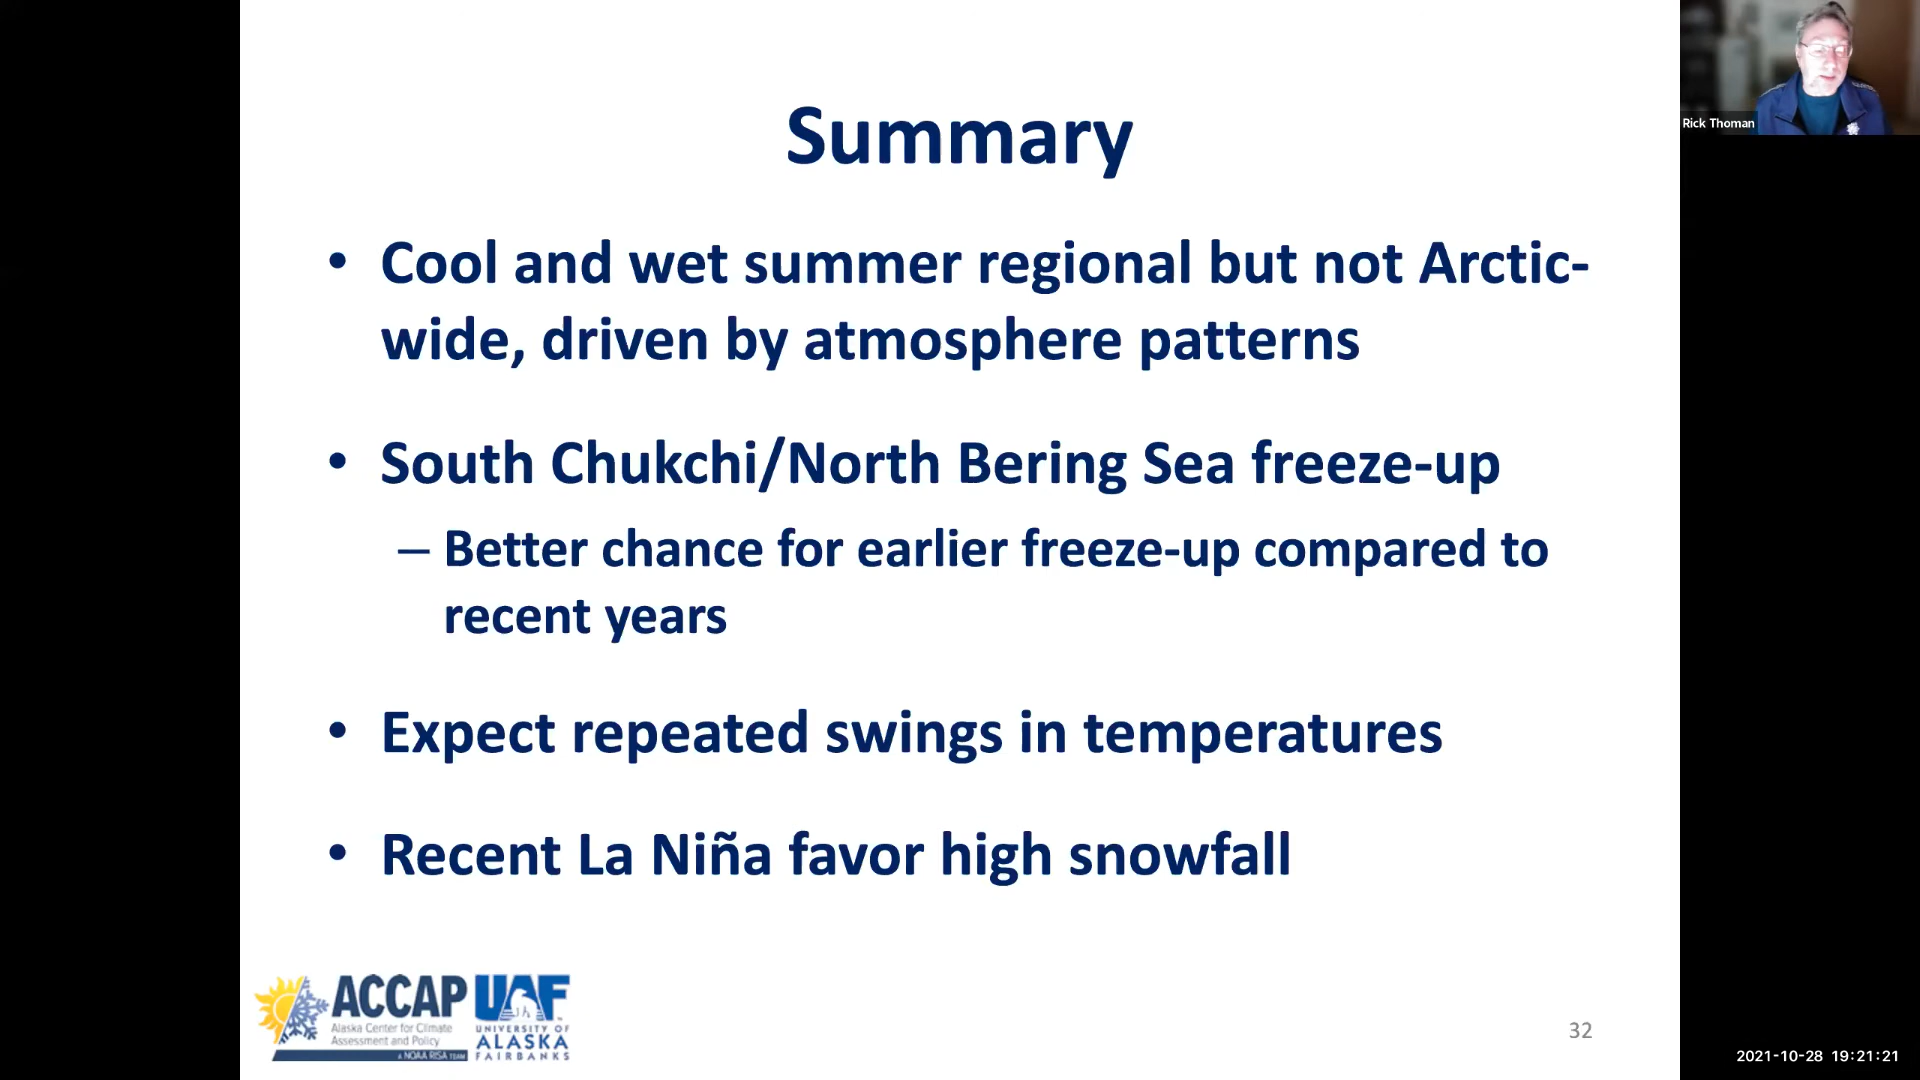 Summary
• Cool and wet summer regional but not Arctic-
wide, driven by atmosphere patterns
• South Chukchi/North Bering Sea freeze-up
– Better chance for earlier freeze-up compared to
recent years
• Expect repeated swings in temperatures
• Recent La Niña favor high snowfall
ACCAP
Alaska Center for Climate
Assessment and Policy
A NOAA RISA TEAM
UAF
UNIVERSITY OF
ALASKA
FAIRBANKS
32
Rick Thoman
2021-10-28 19:21:21